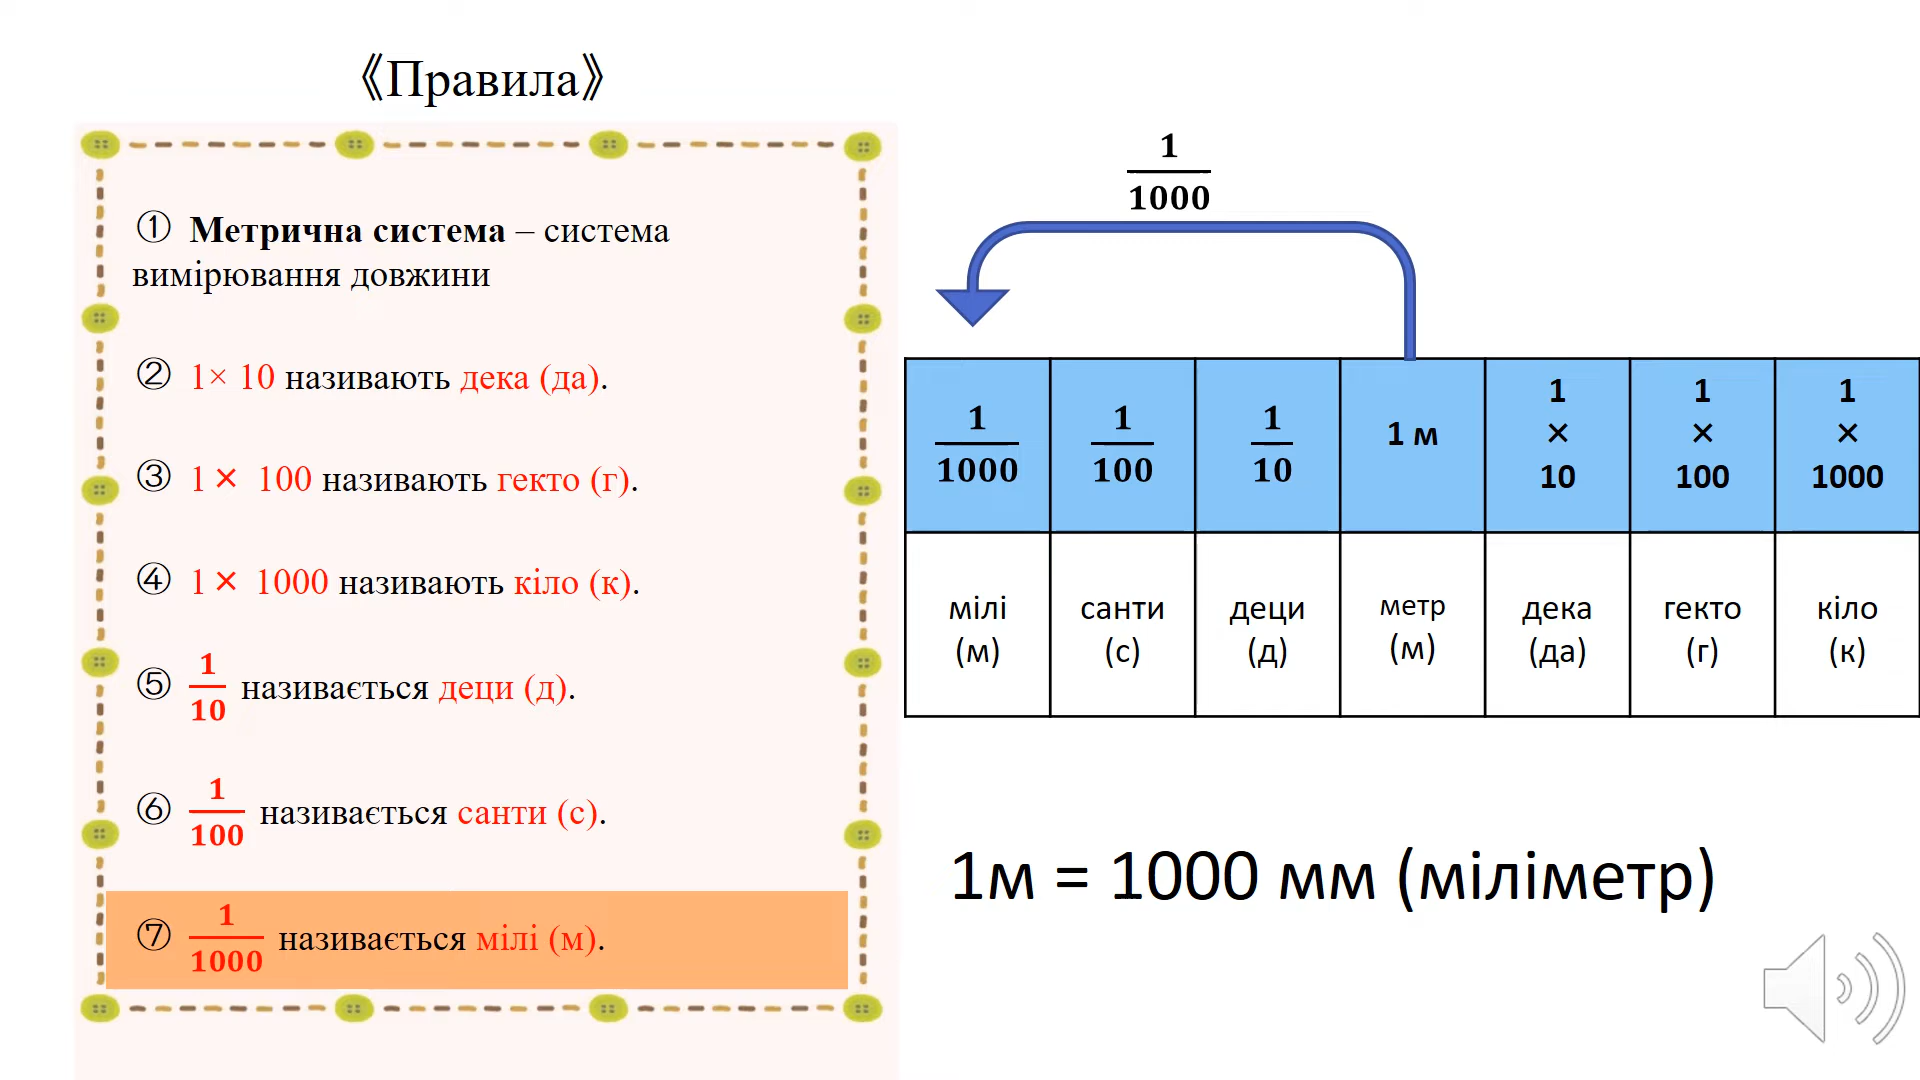 《Правила》
① Метрична система – система
вимірювання довжини
② 1× 10 називають дека (да).
③ 1 × 100 називають гекто (г).
④ 1 × 1000 називають кіло (к).
⑤ 1/10 називається деци (д).
⑥ 1/100 називається санти (с).
⑦ 1/1000 називається мілі (м).
1/1000
1/1000 1/100 1/10 1 м 1 × 10 1 × 100 1 × 1000
мілі санти деци метр дека гекто кіло
(м) (с) (д) (м) (да) (г) (к)
1м = 1000 мм (міліметр)